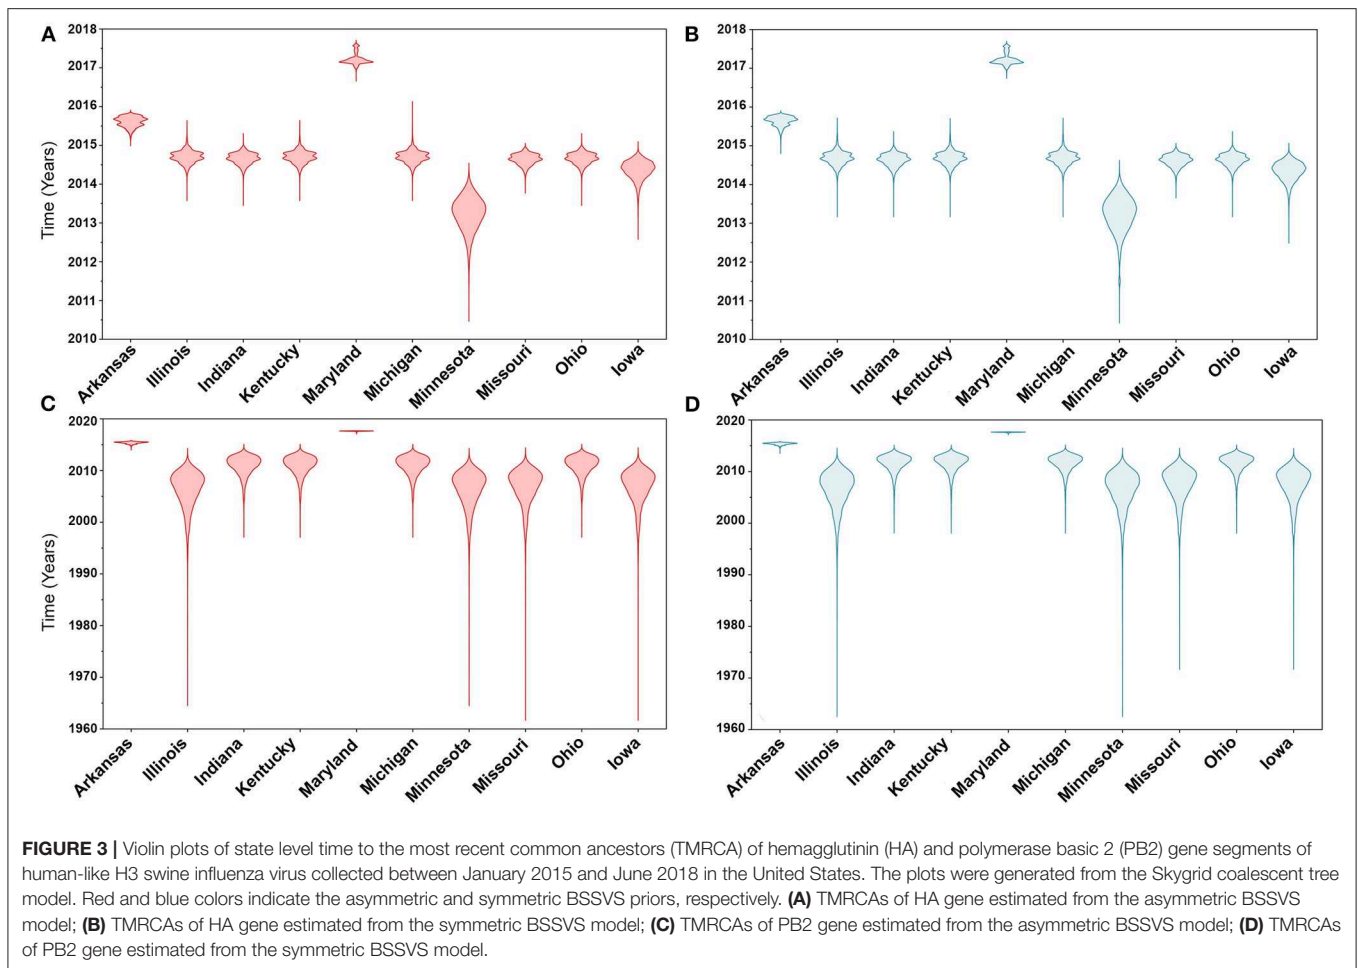 A
2018
2017
2016
2015
2014
2013
2012
2011
2010
Time (Years)
Arkansas
Illinois
Indiana
Kentucky
Maryland
Michigan
Minnesota
Missouri
Ohio
Iowa
B
2018
2017
2016
2015
2014
2013
2012
2011
2010
Arkansas
Illinois
Indiana
Kentucky
Maryland
Michigan
Minnesota
Missouri
Ohio
Iowa
C
2020
2010
2000
1990
1980
1970
1960
Time (Years)
Arkansas
Illinois
Indiana
Kentucky
Maryland
Michigan
Minnesota
Missouri
Ohio
Iowa
D
2020
2010
2000
1990
1980
1970
1960
Arkansas
Illinois
Indiana
Kentucky
Maryland
Michigan
Minnesota
Missouri
Ohio
Iowa
FIGURE 3 | Violin plots of state level time to the most recent common ancestors (TMRCA) of hemagglutinin (HA) and polymerase basic 2 (PB2) gene segments of
human-like H3 swine influenza virus collected between January 2015 and June 2018 in the United States. The plots were generated from the Skygrid coalescent tree
model. Red and blue colors indicate the asymmetric and symmetric BSSVS priors, respectively. (A) TMRCAs of HA gene estimated from the asymmetric BSSVS
model; (B) TMRCAs of HA gene estimated from the symmetric BSSVS model; (C) TMRCAs of PB2 gene estimated from the asymmetric BSSVS model; (D) TMRCAs
of PB2 gene estimated from the symmetric BSSVS model.